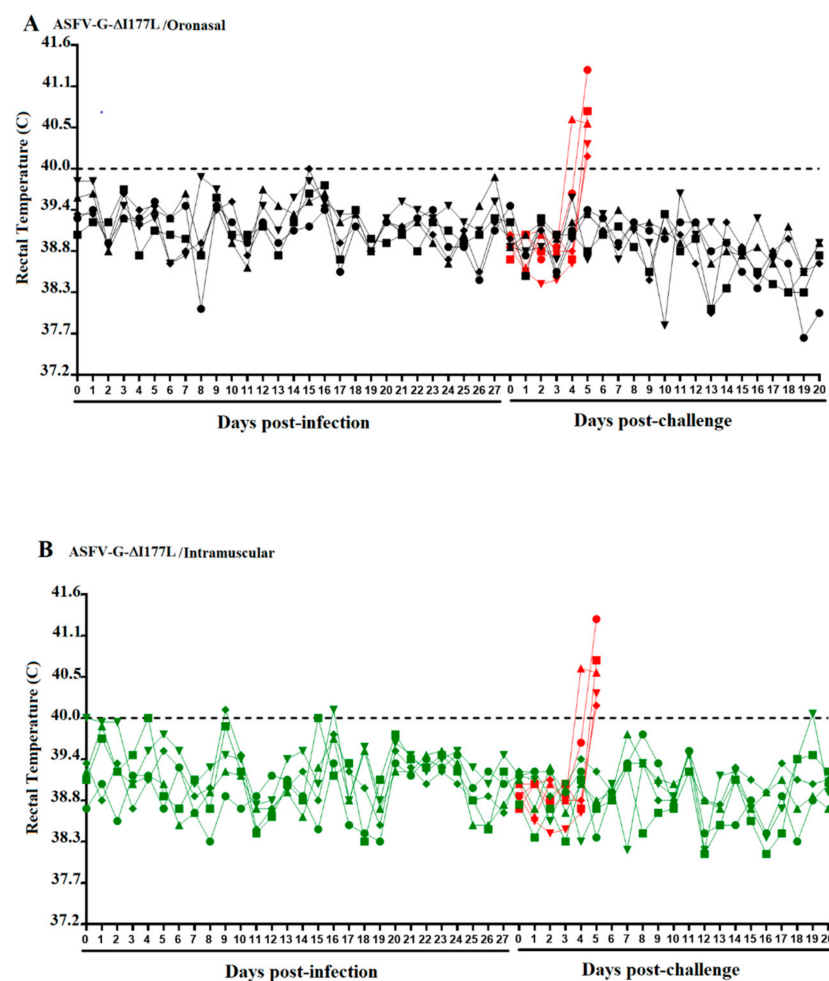 A ASFV-G-ΔI177L/Oronasal
41.6
41.1
40.5
40.0
39.4
38.8
38.3
37.7
37.2
Rectal Temperature (C)
0 1 2 3 4 5 6 7 8 9 10 11 12 13 14 15 16 17 18 19 20 21 22 23 24 25 26 27 0 1 2 3 4 5 6 7 8 9 10 11 12 13 14 15 16 17 18 19 20
Days post-infection Days post-challenge
B ASFV-G-ΔI177L/Intramuscular
41.6
41.1
40.5
40.0
39.4
38.8
38.3
37.7
37.2
Rectal Temperature (C)
0 1 2 3 4 5 6 7 8 9 10 11 12 13 14 15 16 17 18 19 20 21 22 23 24 25 26 27 0 1 2 3 4 5 6 7 8 9 10 11 12 13 14 15 16 17 18 19 20
Days post-infection Days post-challenge